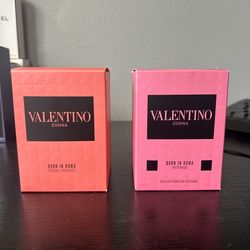 VALENTINO
DONNA
BORN IN ROMA
CORAL FANTASY
VALENTINO
DONNA
BORN IN ROMA
INTENSE
EAU DE PARFUM INTENSE